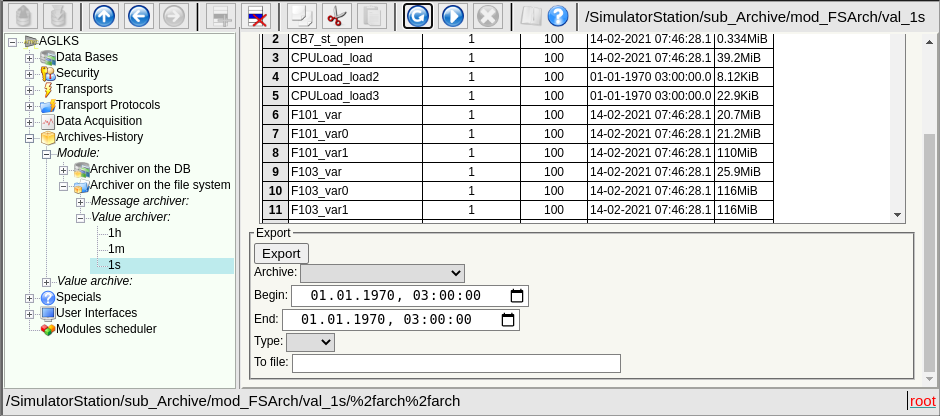 /SimulatorStation/sub_Archive/mod_FSArch/val_1s
AGLKS
Data Bases
Security
Transports
Transport Protocols
Data Acquisition
Archives-History
Module:
Archiver on the DB
Archiver on the file system
Message archiver:
Value archiver:
1h
1m
1s
Value archive:
Specials
User Interfaces
Modules scheduler
2 CB7_st_open 1 100 14-02-2021 07:46:28.1 0.334MiB
3 CPULoad_load 1 100 14-02-2021 07:46:28.1 39.2MiB
4 CPULoad_load2 1 100 01-01-1970 03:00:00.0 8.12KiB
5 CPULoad_load3 1 100 01-01-1970 03:00:00.0 22.9KiB
6 F101_var 1 100 14-02-2021 07:46:28.1 20.7MiB
7 F101_var0 1 100 14-02-2021 07:46:28.1 21.2MiB
8 F101_var1 1 100 14-02-2021 07:46:28.1 110MiB
9 F103_var 1 100 14-02-2021 07:46:28.1 25.9MiB
10 F103_var0 1 100 14-02-2021 07:46:28.1 116MiB
11 F103_var1 1 100 14-02-2021 07:46:28.1 116MiB
Export
Export
Archive:
Begin: 01.01.1970, 03:00:00
End: 01.01.1970, 03:00:00
Type:
To file:
/SimulatorStation/sub_Archive/mod_FSArch/val_1s/%2farch%2farch
root